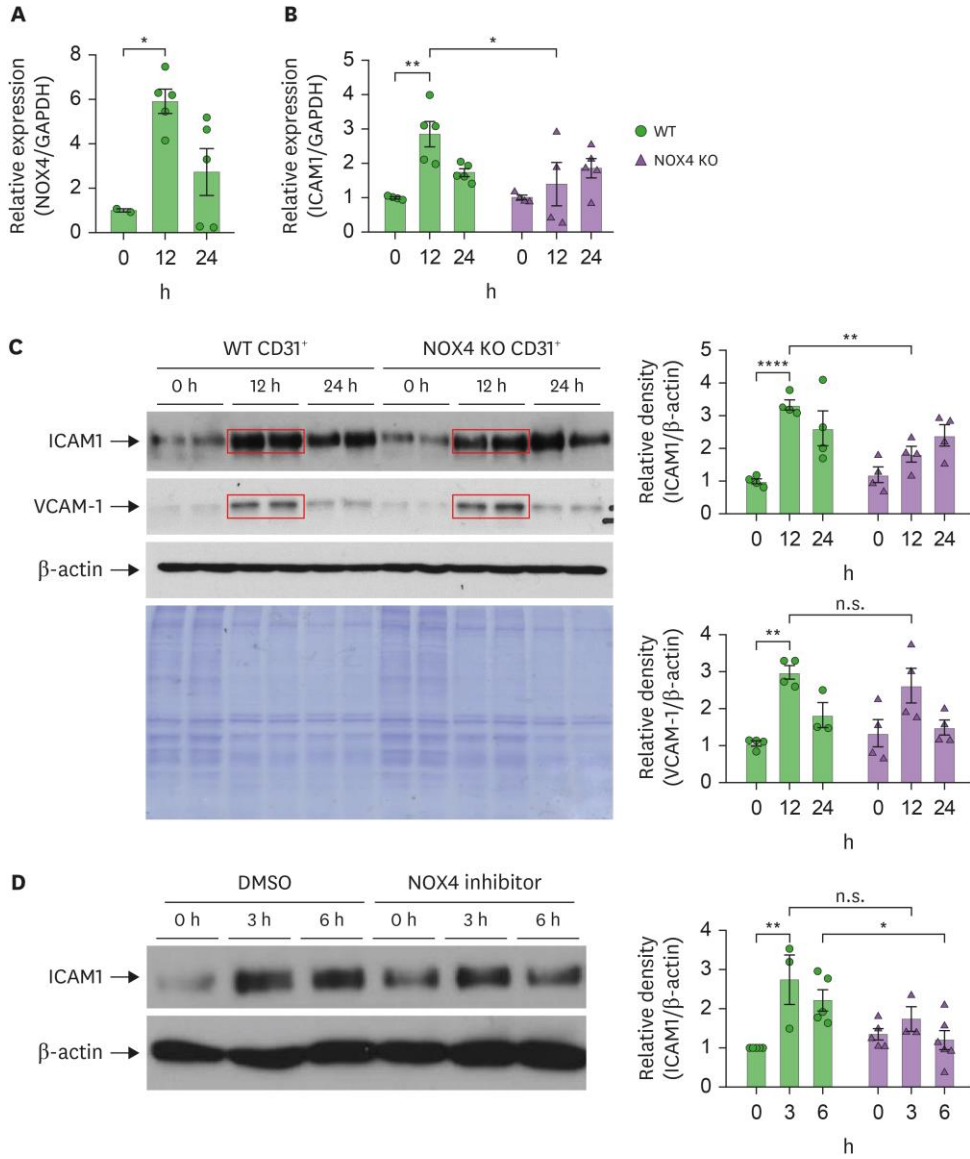 A
Relative expression
(NOX4/GAPDH)
8
6
4
2
0
*
0 12 24
h
B
Relative expression
(ICAM1/GAPDH)
5
4
3
2
1
0
**
*
0 12 24 0 12 24
h
WT
NOX4 KO
C
WT CD31+ NOX4 KO CD31+
0 h 12 h 24 h 0 h 12 h 24 h
ICAM1
VCAM-1
β-actin
Relative density
(ICAM1/β-actin)
5
4
3
2
1
0
****
**
0 12 24 0 12 24
h
Relative density
(VCAM-1/β-actin)
4
3
2
1
0
**
n.s.
0 12 24 0 12 24
h
D
DMSO NOX4 inhibitor
0 h 3 h 6 h 0 h 3 h 6 h
ICAM1
β-actin
Relative density
(ICAM1/β-actin)
4
3
2
1
0
**
n.s.
*
0 3 6 0 3 6
h